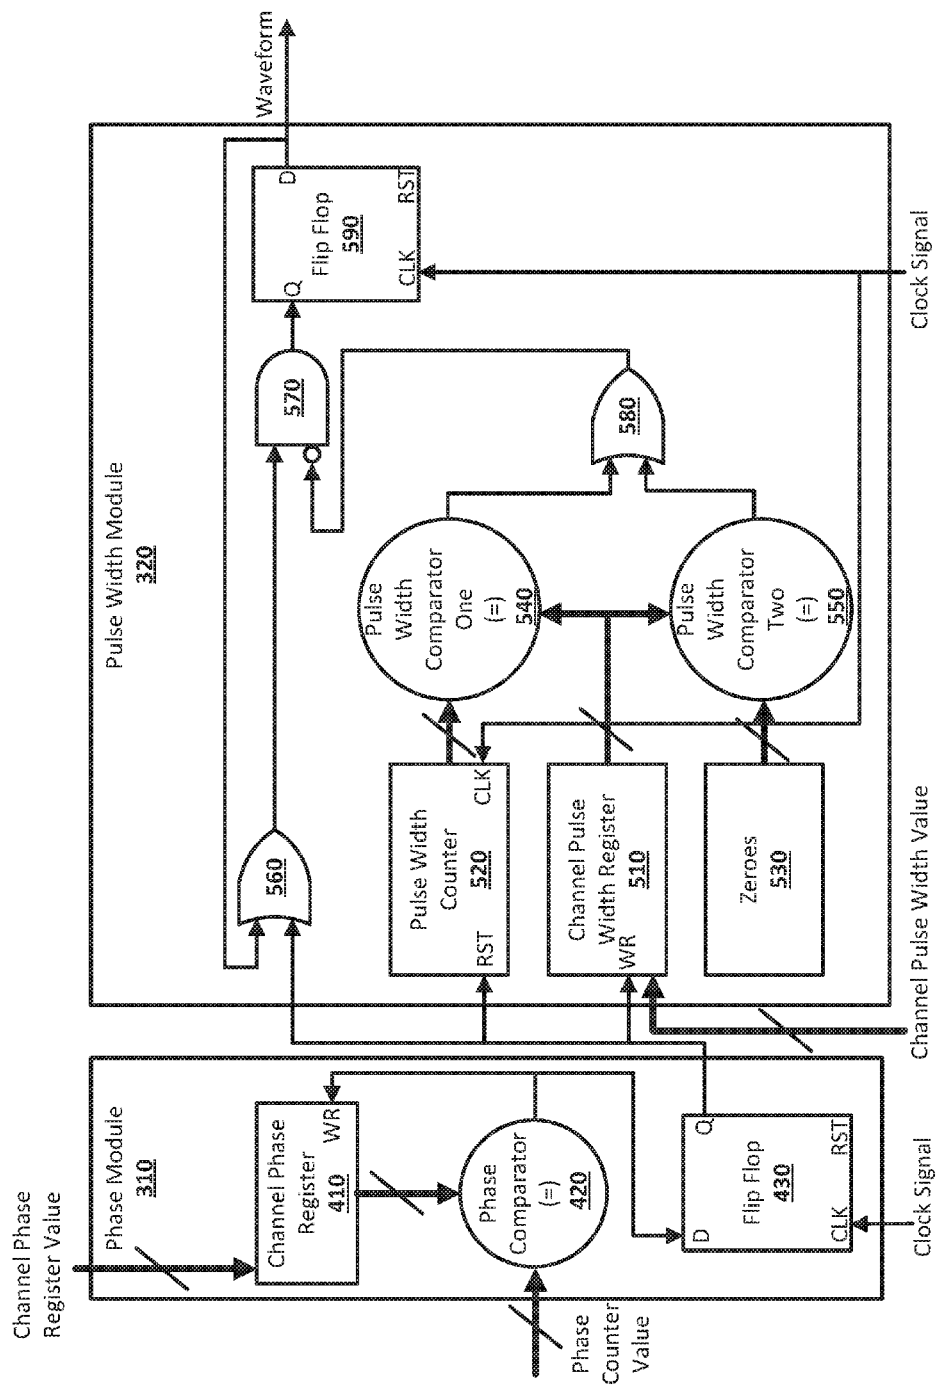 Channel Phase
Register Value
Phase Module
310
Channel Phase
Register
410
WR
Phase
Comparator
(=)
420
Phase
Counter
Value
D
Q
Flip Flop
430
CLK
RST
Clock Signal
Pulse Width Module
320
560
570
Q
D
Flip Flop
590
CLK
RST
Waveform
Pulse Width
Counter
520
RST
CLK
Channel Pulse
Width Register
510
WR
Zeroes
530
Pulse
Width
Comparator
One
(=)
540
Pulse
Width
Comparator
Two
(=)
550
580
Channel Pulse Width Value
Clock Signal